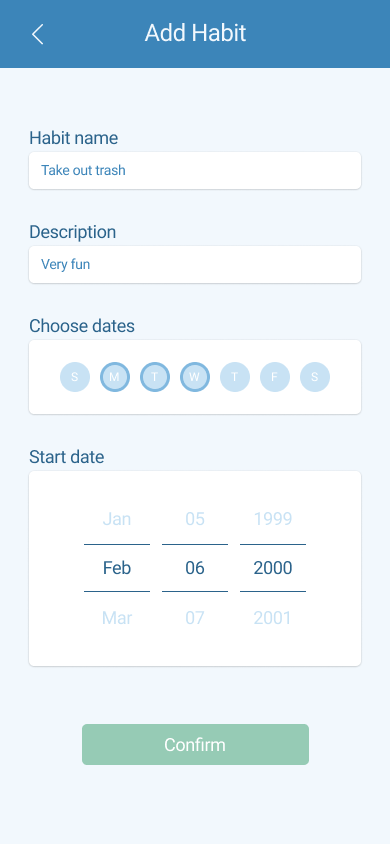 Add Habit
Habit name
Take out trash
Description
Very fun
Choose dates
S M T W T F S
Start date
Jan 05 1999
Feb 06 2000
Mar 07 2001
Confirm